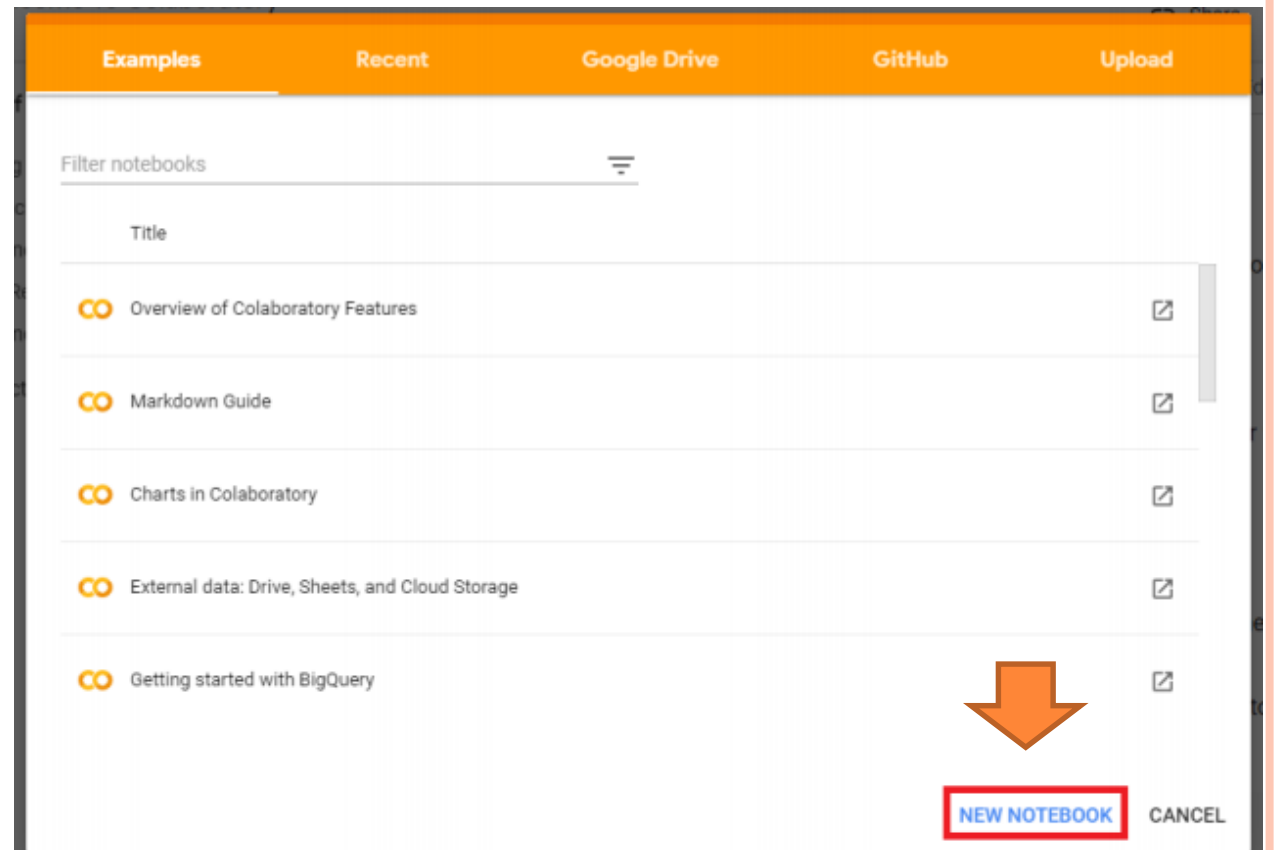 Share
Examples Recent Google Drive GitHub Upload
Filter notebooks
Title
Overview of Colaboratory Features
Markdown Guide
Charts in Colaboratory
External data: Drive, Sheets, and Cloud Storage
Getting started with BigQuery
NEW NOTEBOOK CANCEL